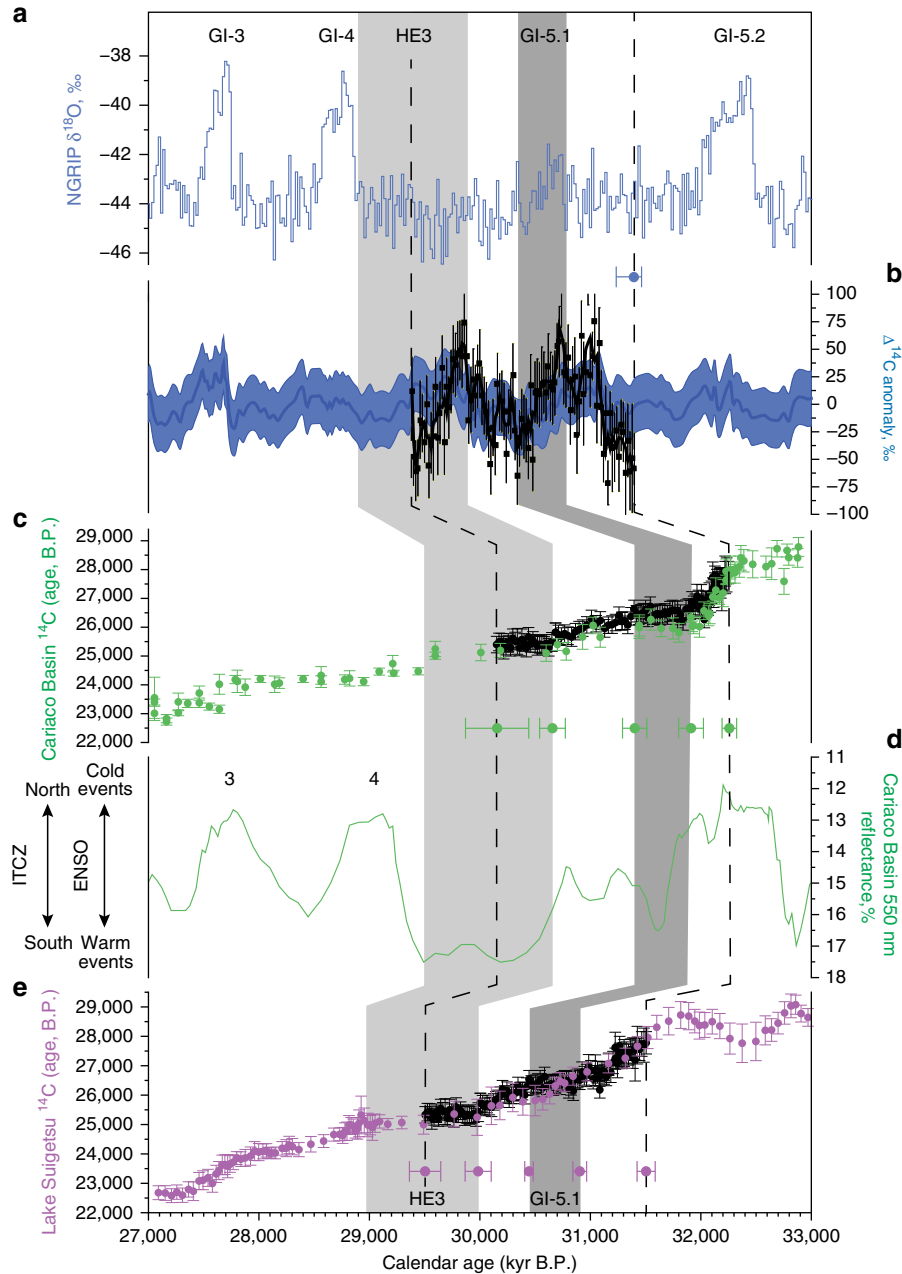 a
GI-3
GI-4
HE3
GI-5.1
GI-5.2
NGRIP δ18O, ‰
−38
−40
−42
−44
−46
b
100
75
50
25
0
−25
−50
−75
−100
Δ14C anomaly, ‰
c
Cariaco Basin 14C (age, B.P.)
29,000
28,000
27,000
26,000
25,000
24,000
23,000
22,000
d
11
12
13
14
15
16
17
18
Cariaco Basin 550 nm
reflectance,%
3
4
Cold
North events
ITCZ
ENSO
South Warm
events
e
Lake Suigetsu 14C (age, B.P.)
29,000
28,000
27,000
26,000
25,000
24,000
23,000
22,000
HE3
GI-5.1
27,000 28,000 29,000 30,000 31,000 32,000 33,000
Calendar age (kyr B.P.)